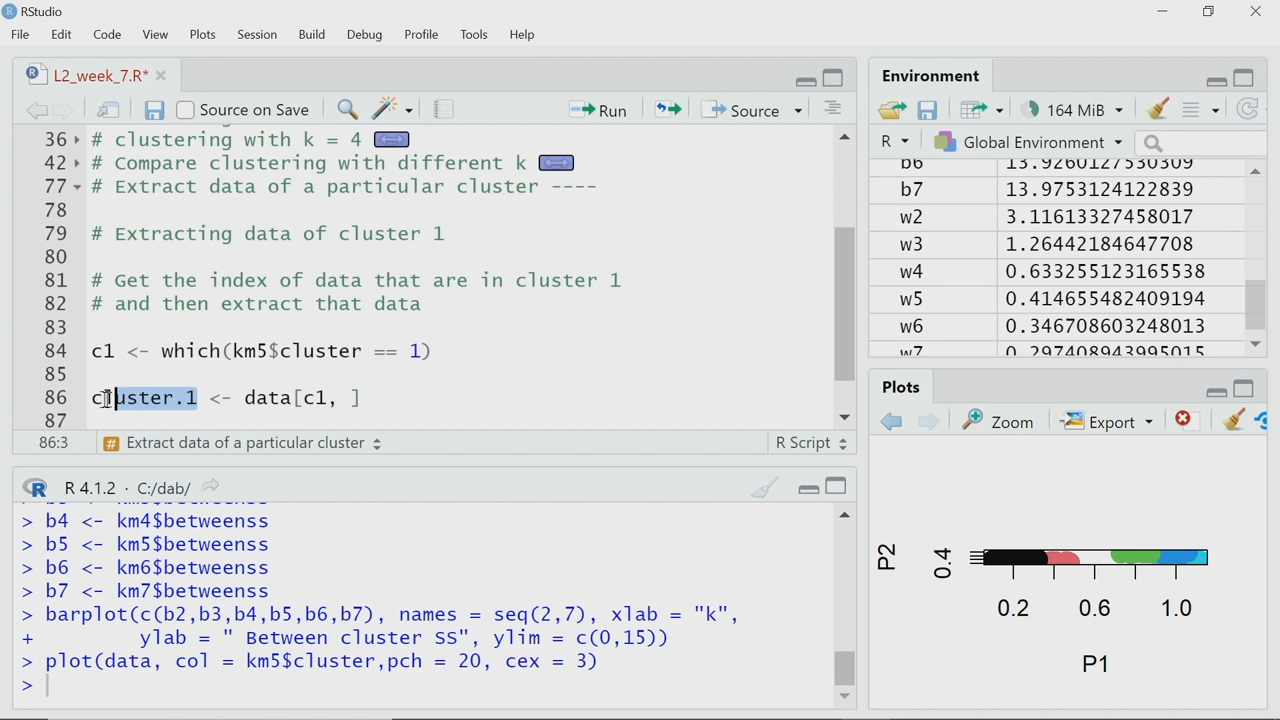 RStudio
File Edit Code View Plots Session Build Debug Profile Tools Help
L2_week_7.R*
Source on Save Run Source
36 # clustering with k = 4
42 # Compare clustering with different k
77 # Extract data of a particular cluster ----
78
79 # Extracting data of cluster 1
80
81 # Get the index of data that are in cluster 1
82 # and then extract that data
83
84 c1 <- which(km5$cluster == 1)
85
86 cluster.1 <- data[c1, ]
87
86:3 # Extract data of a particular cluster R Script
R 4.1.2 · C:/dab/
> b4 <- km4$betweenss
> b5 <- km5$betweenss
> b6 <- km6$betweenss
> b7 <- km7$betweenss
> barplot(c(b2,b3,b4,b5,b6,b7), names = seq(2,7), xlab = "k",
+ ylab = " Between cluster SS", ylim = c(0,15))
> plot(data, col = km5$cluster,pch = 20, cex = 3)
>
Environment
164 MiB
R Global Environment
b6 13.9260127530309
b7 13.9753124122839
w2 3.11613327458017
w3 1.26442184647708
w4 0.633255123165538
w5 0.414655482409194
w6 0.346708603248013
w7 0.297408943995015
Plots
Zoom Export
P2
0.4
0.2 0.6 1.0
P1